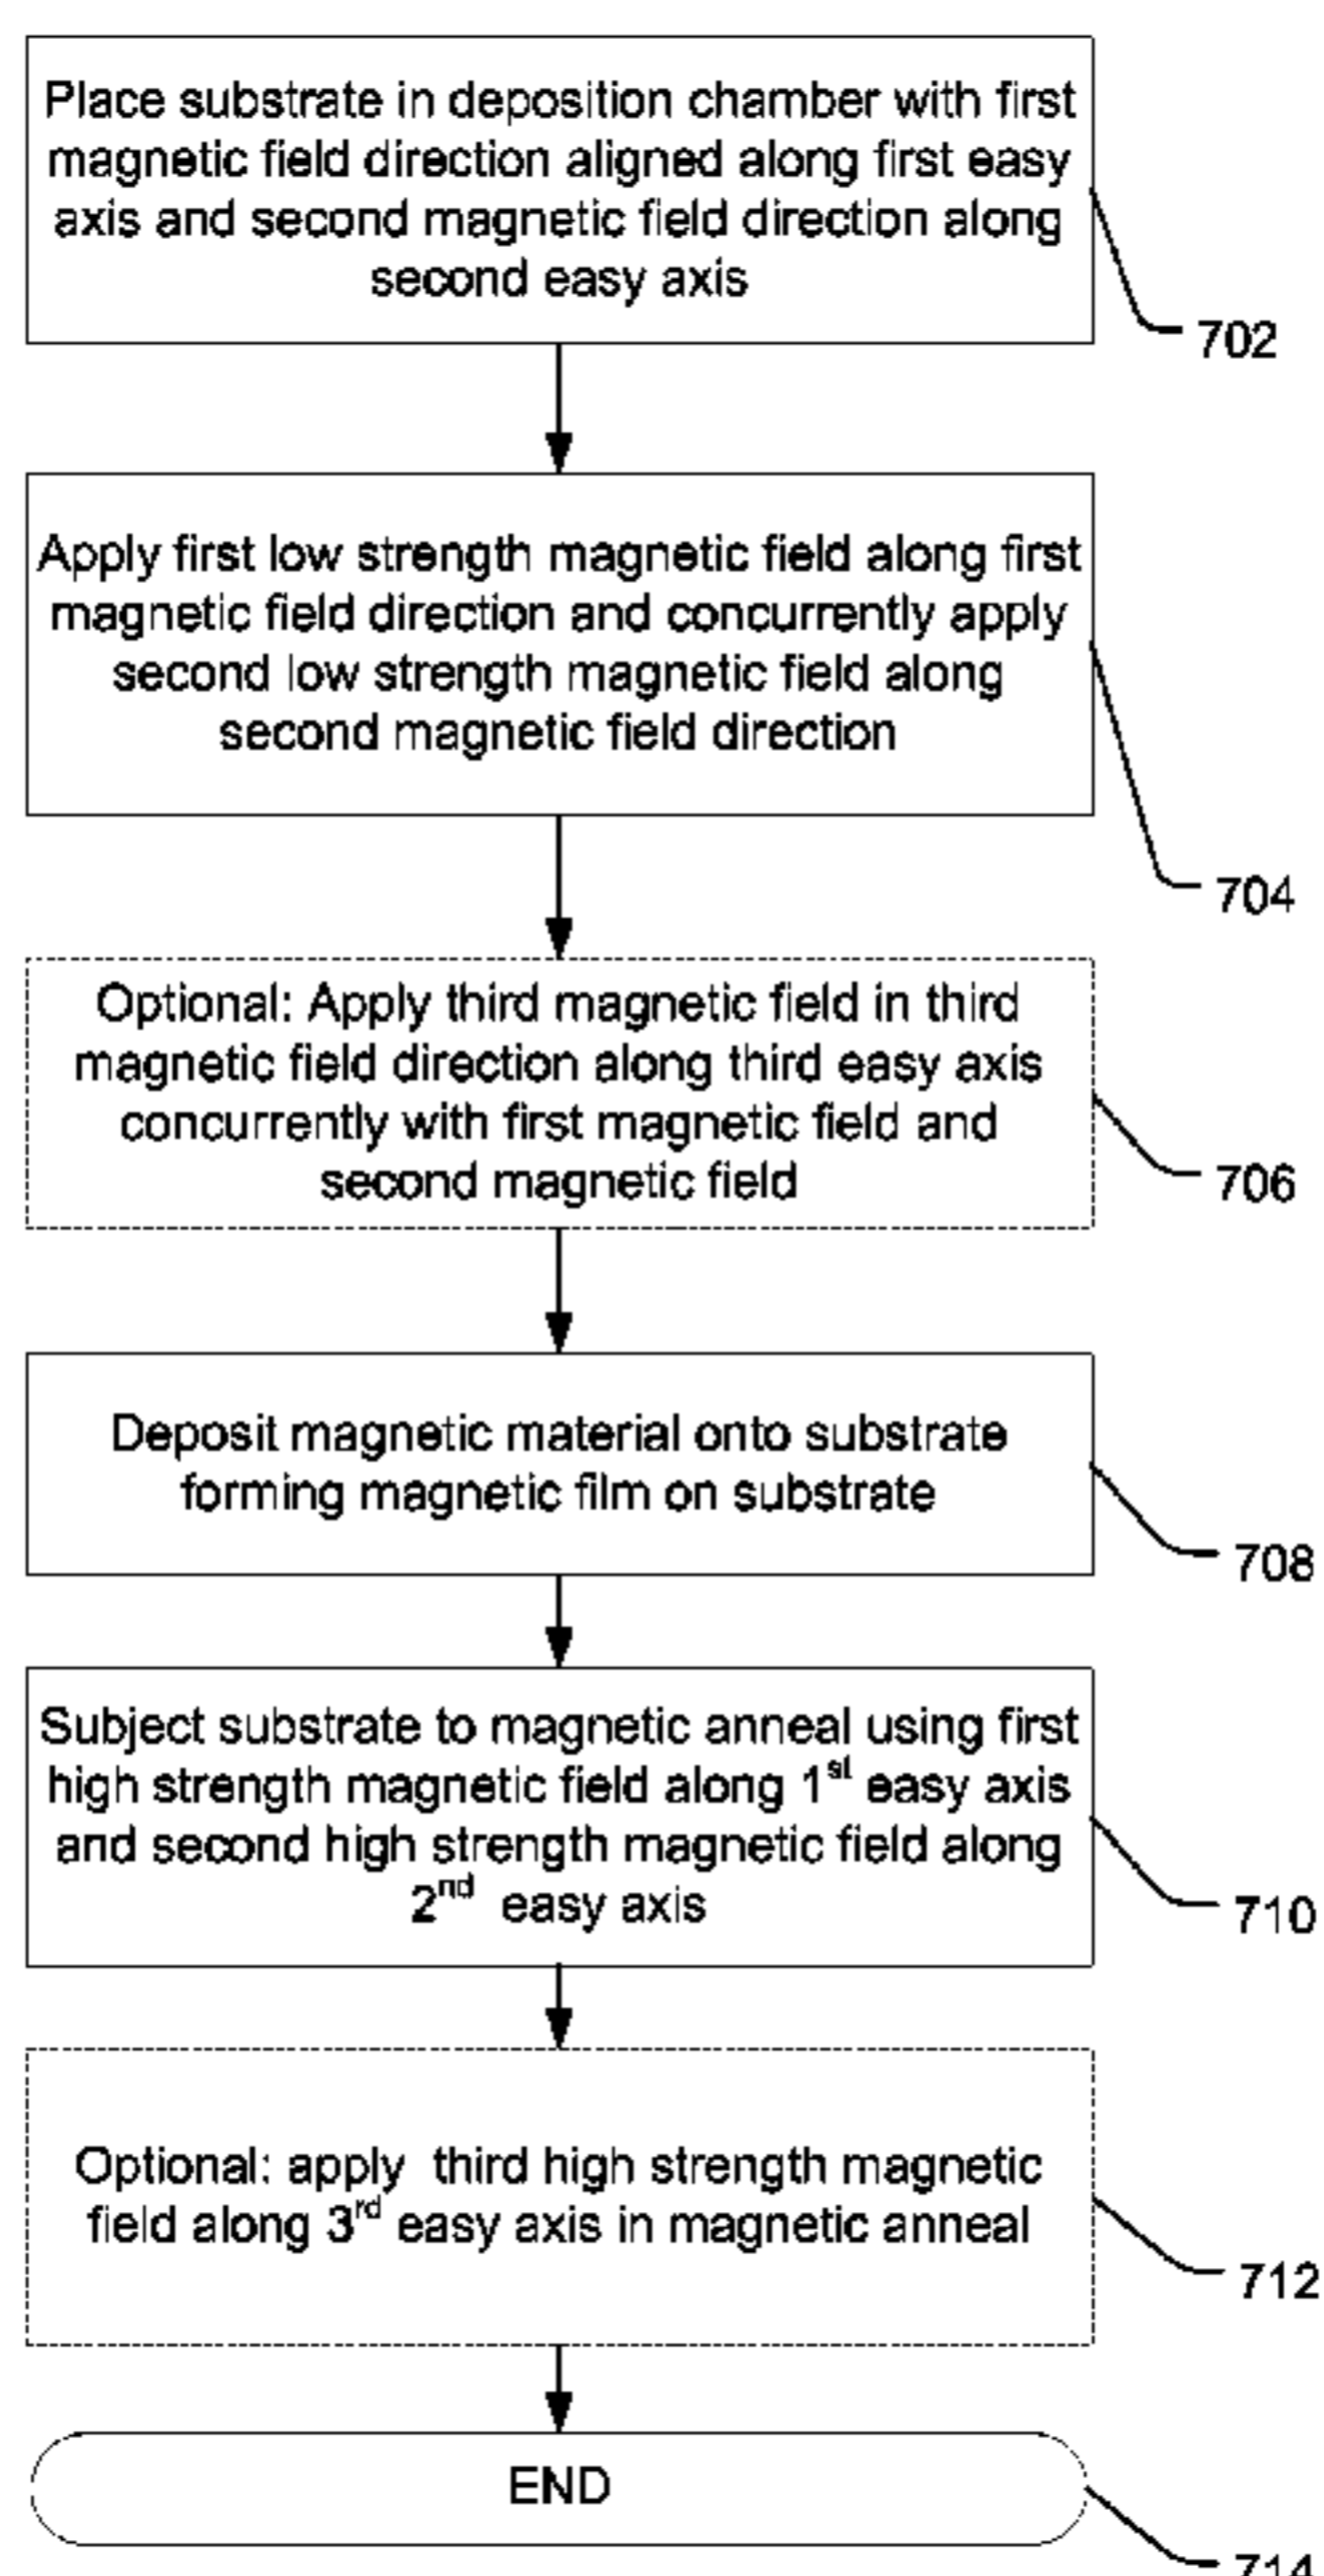 Place substrate in deposition chamber with first
magnetic field direction aligned along first easy
axis and second magnetic field direction along
second easy axis
702
Apply first low strength magnetic field along first
magnetic field direction and concurrently apply
second low strength magnetic field along
second magnetic field direction
704
Optional: Apply third magnetic field in third
magnetic field direction along third easy axis
concurrently with first magnetic field and
second magnetic field
706
Deposit magnetic material onto substrate
forming magnetic film on substrate
708
Subject substrate to magnetic anneal using first
high strength magnetic field along 1st easy axis
and second high strength magnetic field along
2nd easy axis
710
Optional: apply third high strength magnetic
field along 3rd easy axis in magnetic anneal
712
END
714